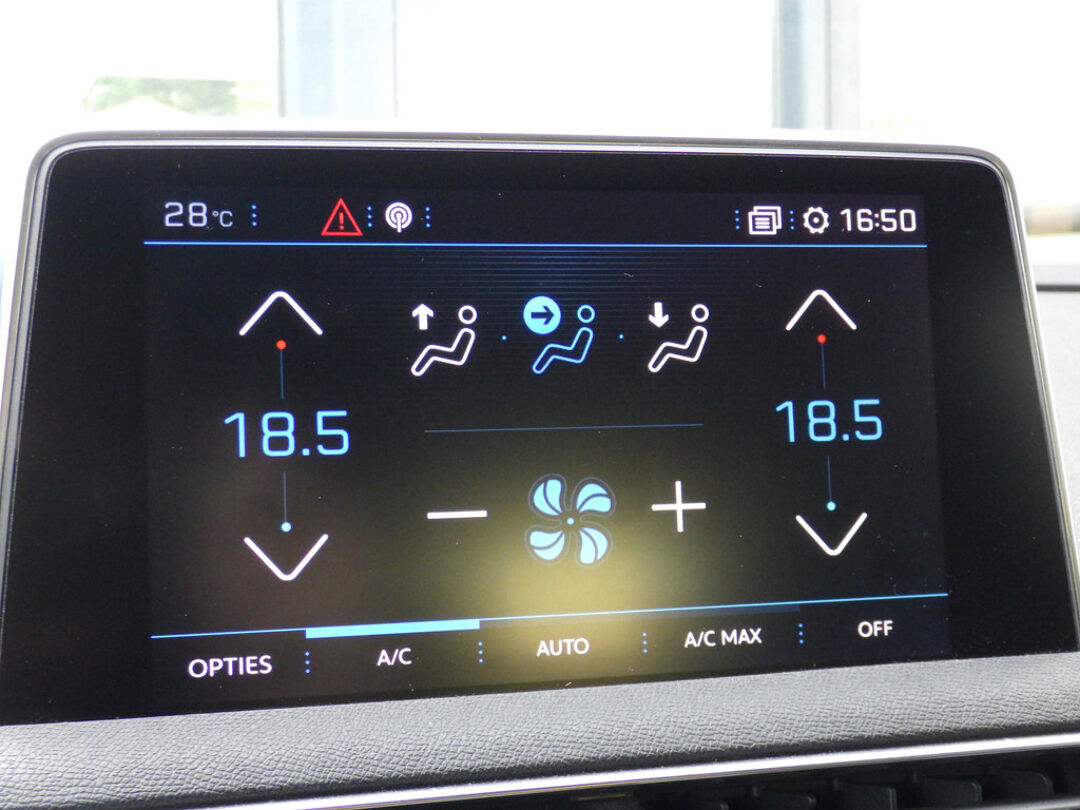 28°C 16:50
18.5 18.5
OPTIES A/C AUTO A/C MAX OFF